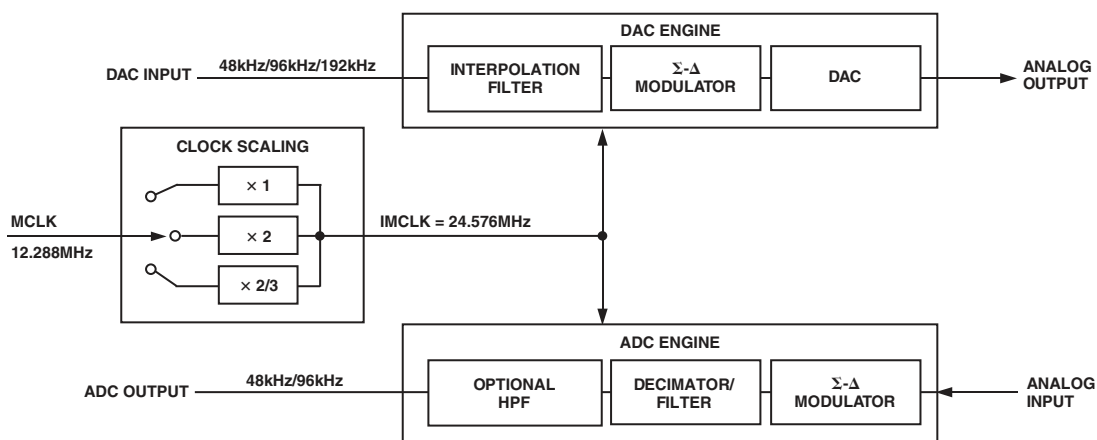 DAC ENGINE
DAC INPUT
48kHz/96kHz/192kHz
INTERPOLATION
FILTER
Σ-Δ
MODULATOR
DAC
ANALOG
OUTPUT
CLOCK SCALING
× 1
MCLK
12.288MHz
× 2
IMCLK = 24.576MHz
× 2/3
ADC ENGINE
ADC OUTPUT
48kHz/96kHz
OPTIONAL
HPF
DECIMATOR/
FILTER
Σ-Δ
MODULATOR
ANALOG
INPUT